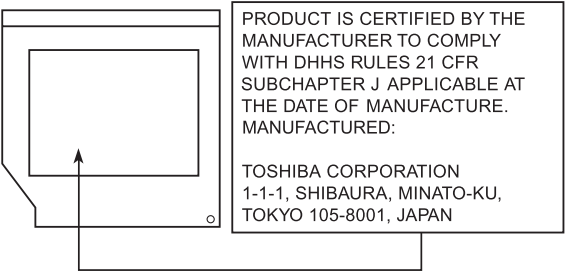 PRODUCT IS CERTIFIED BY THE
MANUFACTURER TO COMPLY
WITH DHHS RULES 21 CFR
SUBCHAPTER J APPLICABLE AT
THE DATE OF MANUFACTURE.
MANUFACTURED:
TOSHIBA CORPORATION
1-1-1, SHIBAURA, MINATO-KU,
TOKYO 105-8001, JAPAN